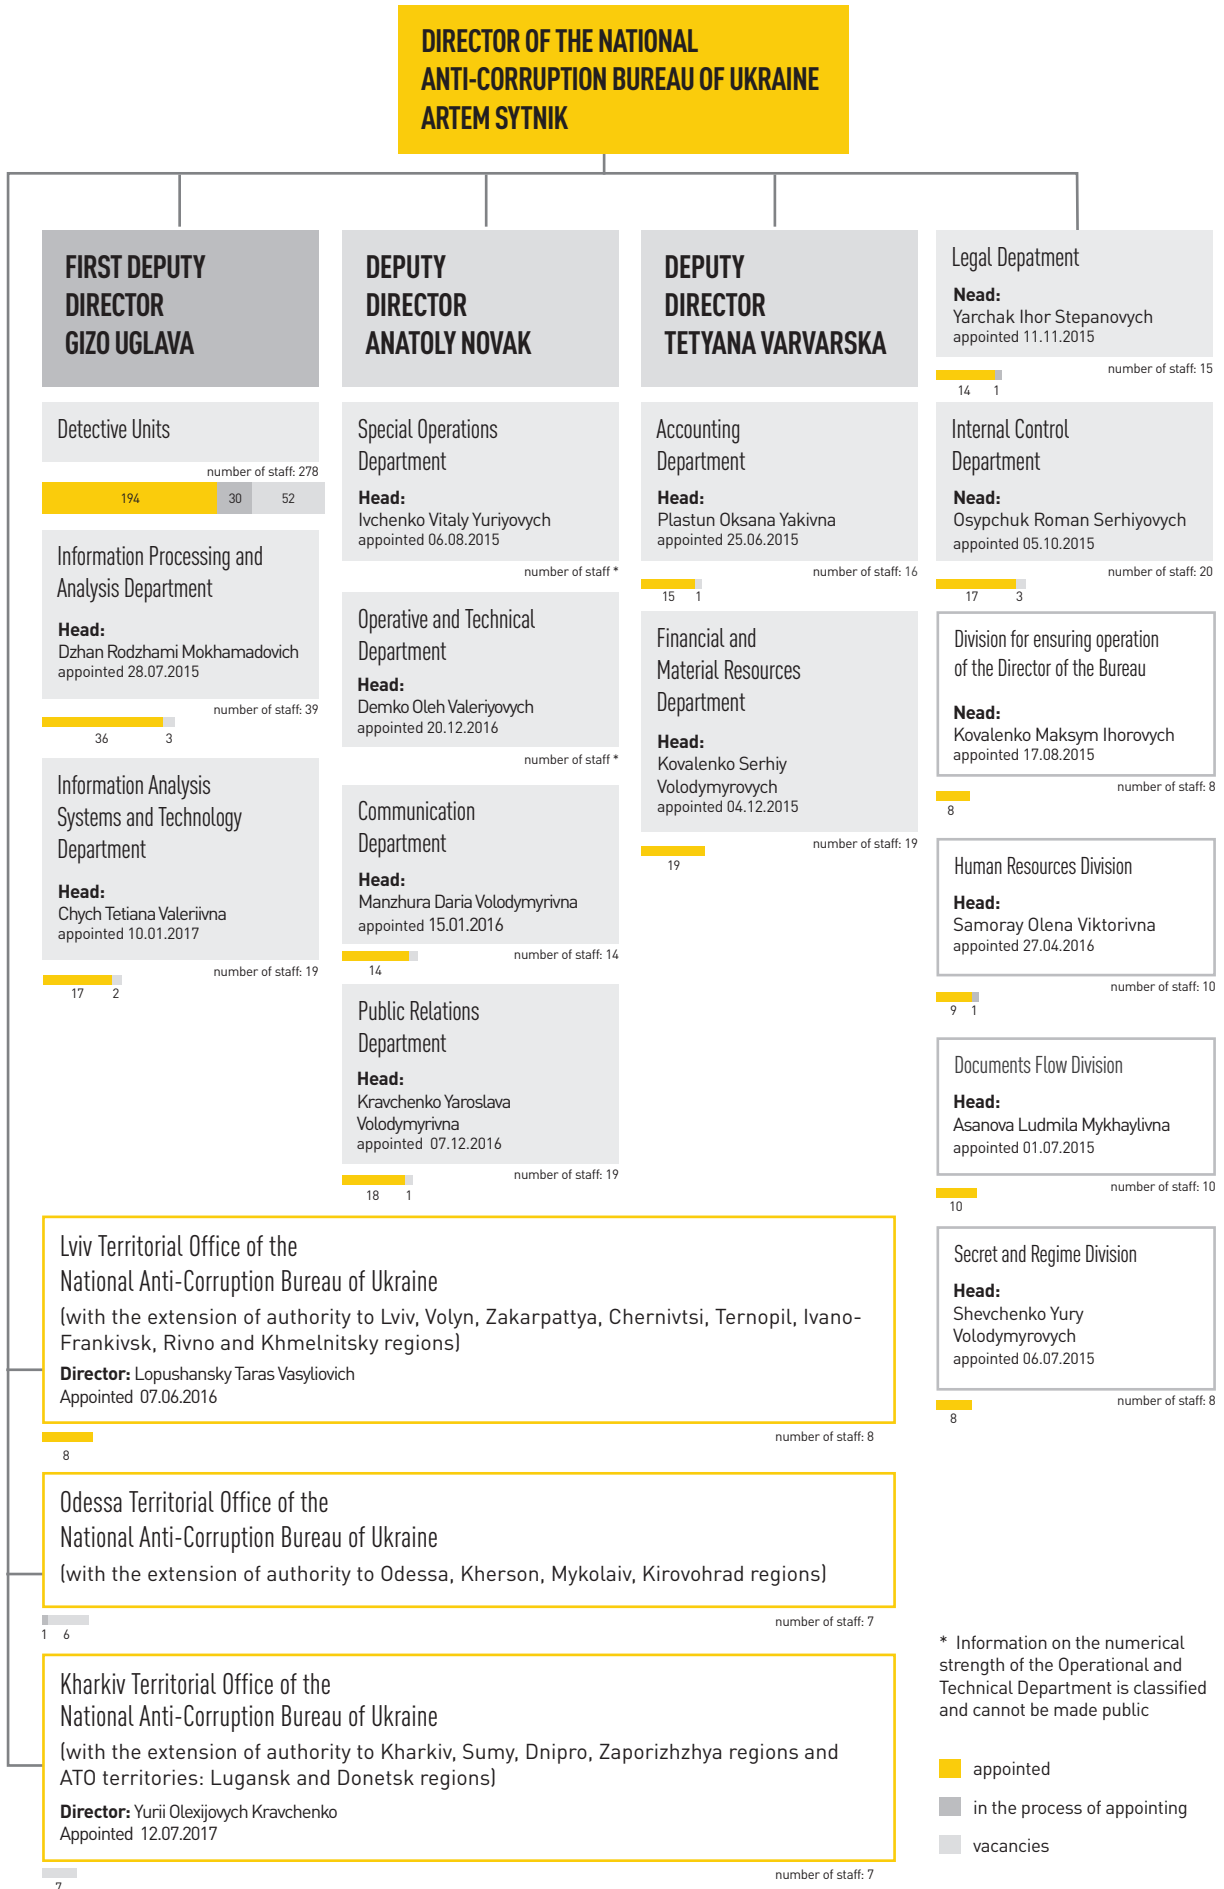 DIRECTOR OF THE NATIONAL
ANTI-CORRUPTION BUREAU OF UKRAINE
ARTEM SYTNIK
FIRST DEPUTY
DIRECTOR
GIZO UGLAVA
Detective Units
number of staff: 278
194 30 52
Information Processing and
Analysis Department
Head:
Dzhan Rodzhami Mokhamadovich
appointed 28.07.2015
number of staff: 39
36 3
Information Analysis
Systems and Technology
Department
Head:
Chych Tetiana Valeriivna
appointed 10.01.2017
number of staff: 19
17 2
DEPUTY
DIRECTOR
ANATOLY NOVAK
Special Operations
Department
Head:
Ivchenko Vitaly Yuriyovych
appointed 06.08.2015
number of staff *
Operative and Technical
Department
Head:
Demko Oleh Valeriyovych
appointed 20.12.2016
number of staff *
Communication
Department
Head:
Manzhura Daria Volodymyrivna
appointed 15.01.2016
number of staff: 14
14
Public Relations
Department
Head:
Kravchenko Yaroslava
Volodymyrivna
appointed 07.12.2016
number of staff: 19
18 1
DEPUTY
DIRECTOR
TETYANA VARVARSKA
Accounting
Department
Head:
Plastun Oksana Yakivna
appointed 25.06.2015
number of staff: 16
15 1
Financial and
Material Resources
Department
Head:
Kovalenko Serhiy
Volodymyrovych
appointed 04.12.2015
number of staff: 19
19
Legal Depatment
Nead:
Yarchak Ihor Stepanovych
appointed 11.11.2015
number of staff: 15
14 1
Internal Control
Department
Nead:
Osypchuk Roman Serhiyovych
appointed 05.10.2015
number of staff: 20
17 3
Division for ensuring operation
of the Director of the Bureau
Nead:
Kovalenko Maksym Ihorovych
appointed 17.08.2015
number of staff: 8
8
Human Resources Division
Head:
Samoray Olena Viktorivna
appointed 27.04.2016
number of staff: 10
9 1
Documents Flow Division
Head:
Asanova Ludmila Mykhaylivna
appointed 01.07.2015
number of staff: 10
10
Secret and Regime Division
Head:
Shevchenko Yury
Volodymyrovych
appointed 06.07.2015
number of staff: 8
8
Lviv Territorial Office of the
National Anti-Corruption Bureau of Ukraine
(with the extension of authority to Lviv, Volyn, Zakarpattya, Chernivtsi, Ternopil, Ivano-
Frankivsk, Rivno and Khmelnitsky regions)
Director: Lopushansky Taras Vasyliovich
Appointed 07.06.2016
number of staff: 8
8
Odessa Territorial Office of the
National Anti-Corruption Bureau of Ukraine
(with the extension of authority to Odessa, Kherson, Mykolaiv, Kirovohrad regions)
number of staff: 7
1 6
Kharkiv Territorial Office of the
National Anti-Corruption Bureau of Ukraine
(with the extension of authority to Kharkiv, Sumy, Dnipro, Zaporizhzhya regions and
ATO territories: Lugansk and Donetsk regions)
Director: Yurii Olexijovych Kravchenko
Appointed 12.07.2017
number of staff: 7
7
* Information on the numerical
strength of the Operational and
Technical Department is classified
and cannot be made public
appointed
in the process of appointing
vacancies